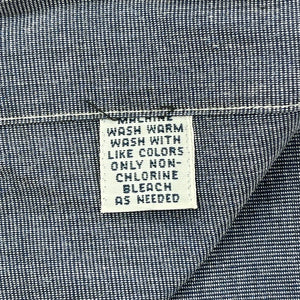 MACHINE
WASH WARM
WASH WITH
LIKE COLORS
ONLY NON-
CHLORINE
BLEACH
AS NEEDED